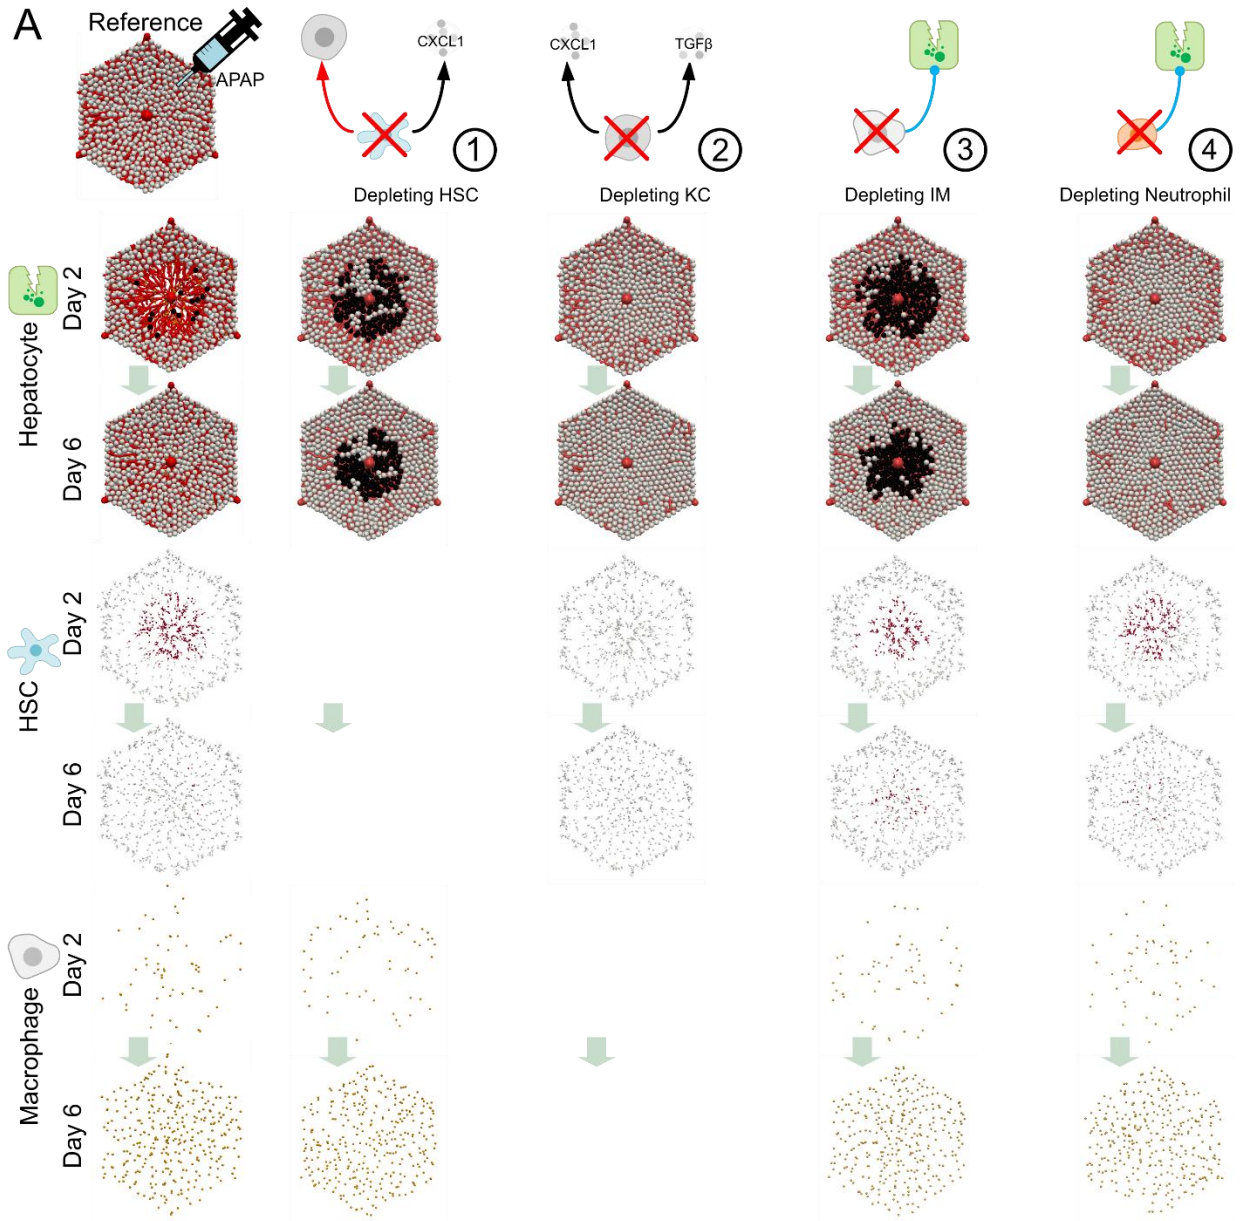 A
Reference
APAP
CXCL1
1
Depleting HSC
CXCL1
TGFβ
2
Depleting KC
3
Depleting IM
4
Depleting Neutrophil
Hepatocyte
Day 2
Day 6
HSC
Day 2
Day 6
Macrophage
Day 2
Day 6